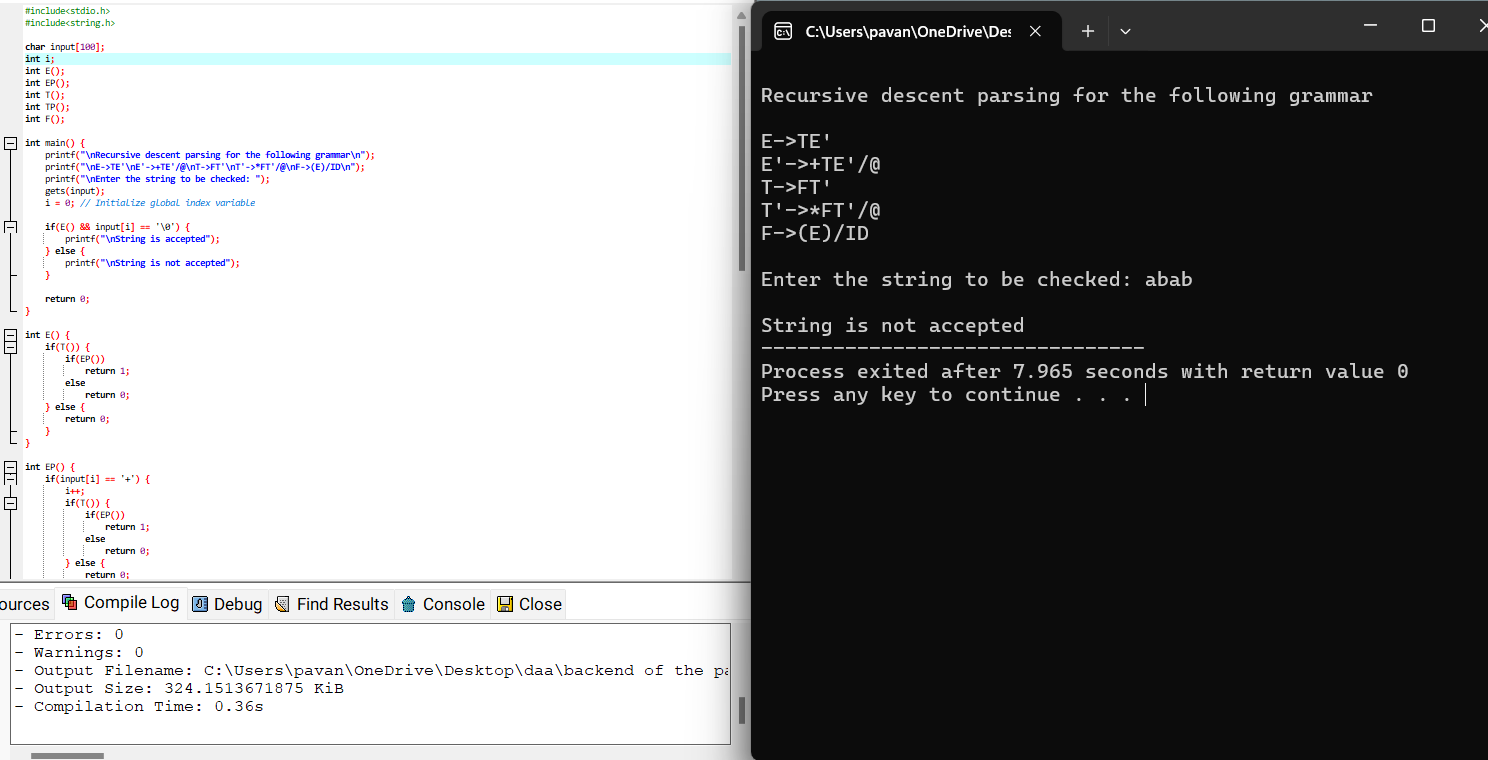 #include<stdio.h>
#include<string.h>
char input[100];
int i;
int E();
int EP();
int T();
int TP();
int F();
int main() {
printf("\nRecursive descent parsing for the following grammar\n");
printf("\nE->TE'\nE'->+TE'/@\nT->FT'\nT'->*FT'/@\nF->(E)/ID\n");
printf("\nEnter the string to be checked: ");
gets(input);
i = 0; // Initialize global index variable
if(E() && input[i] == '\0') {
printf("\nString is accepted");
} else {
printf("\nString is not accepted");
}
return 0;
}
int E() {
if(T()) {
if(EP())
return 1;
else
return 0;
} else {
return 0;
}
}
int EP() {
if(input[i] == '+') {
i++;
if(T()) {
if(EP())
return 1;
else
return 0;
} else {
return 0;
ources Compile Log Debug Find Results Console Close
- Errors: 0
- Warnings: 0
- Output Filename: C:\Users\pavan\OneDrive\Desktop\daa\backend of the pa
- Output Size: 324.1513671875 KiB
- Compilation Time: 0.36s
C:\Users\pavan\OneDrive\Des
Recursive descent parsing for the following grammar
E->TE'
E'->+TE'/@
T->FT'
T'->*FT'/@
F->(E)/ID
Enter the string to be checked: abab
String is not accepted
--------------------------------
Process exited after 7.965 seconds with return value 0
Press any key to continue . . .